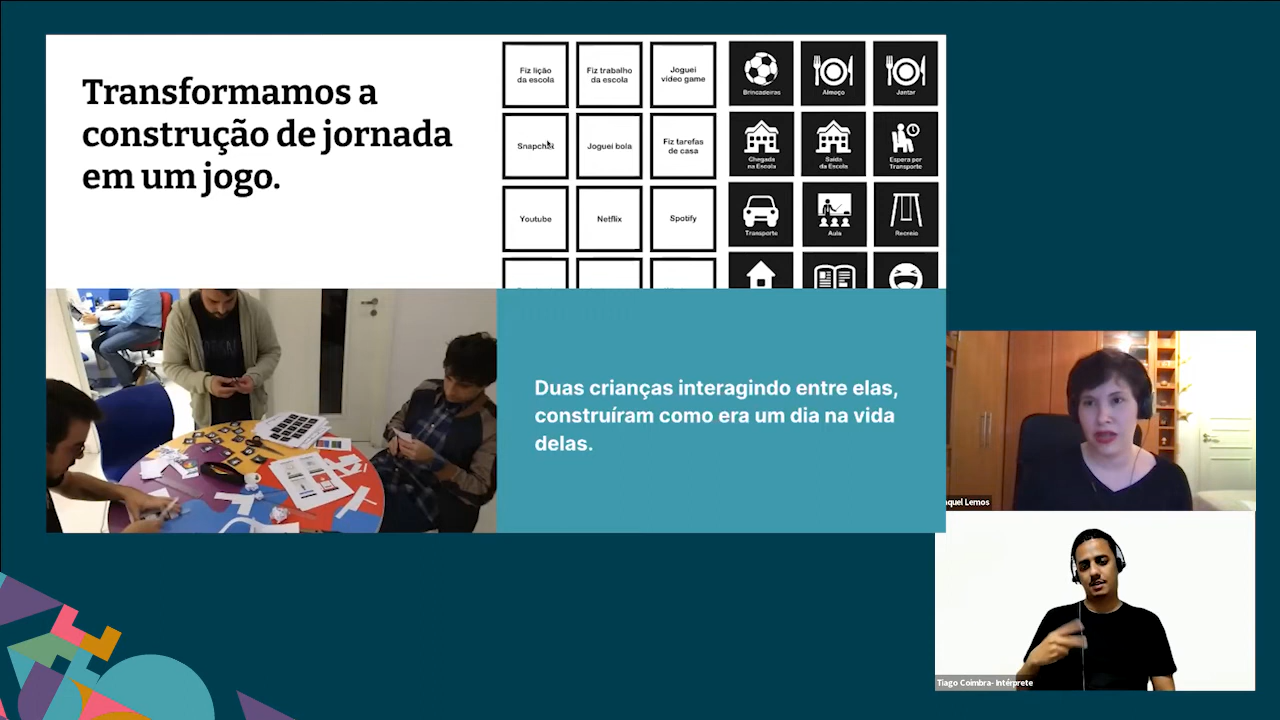 Transformamos a
construção de jornada
em um jogo.
Fiz lição
da escola
Fiz trabalho
da escola
Joguei
vídeo game
Snapchat
Joguei bola
Fiz tarefas
de casa
Youtube
Netflix
Spotify
Brincadeiras
Almoço
Jantar
Chegada
na Escola
Saída
da Escola
Espera por
Transporte
Transporte
Aula
Recreio
Duas crianças interagindo entre elas,
construíram como era um dia na vida
delas.
aquel Lemos
Tiago Coimbra- Intérprete